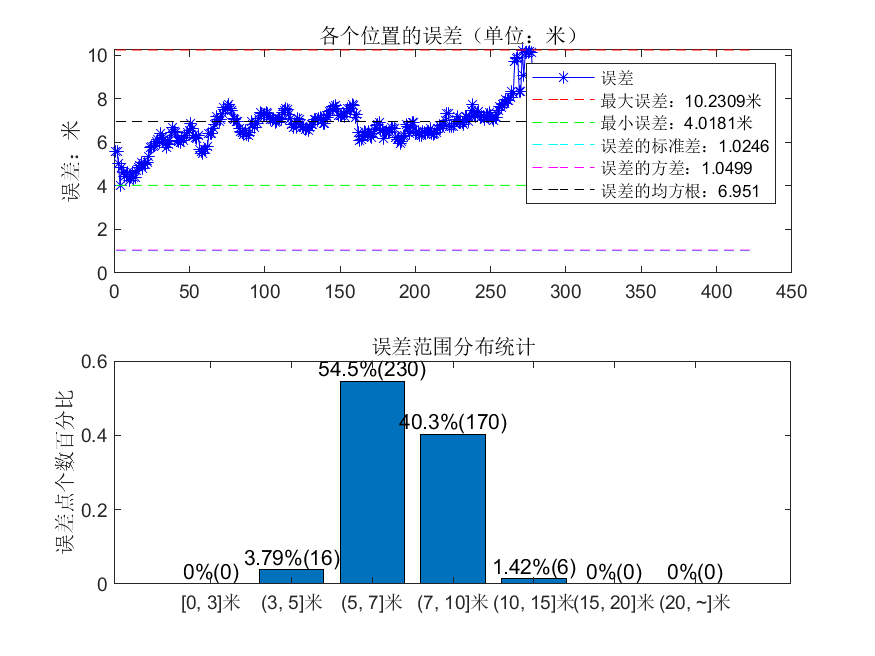 各个位置的误差（单位：米）
误差：米
10
8
6
4
2
0
0 50 100 150 200 250 300 350 400 450
误差
最大误差：10.2309米
最小误差：4.0181米
误差的标准差：1.0246
误差的方差：1.0499
误差的均方根：6.951
误差范围分布统计
误差点个数百分比
0.6
0.4
0.2
0
0%(0) 3.79%(16) 54.5%(230) 40.3%(170) 1.42%(6) 0%(0) 0%(0)
[0, 3]米 (3, 5]米 (5, 7]米 (7, 10]米 (10, 15]米 (15, 20]米 (20, ~]米